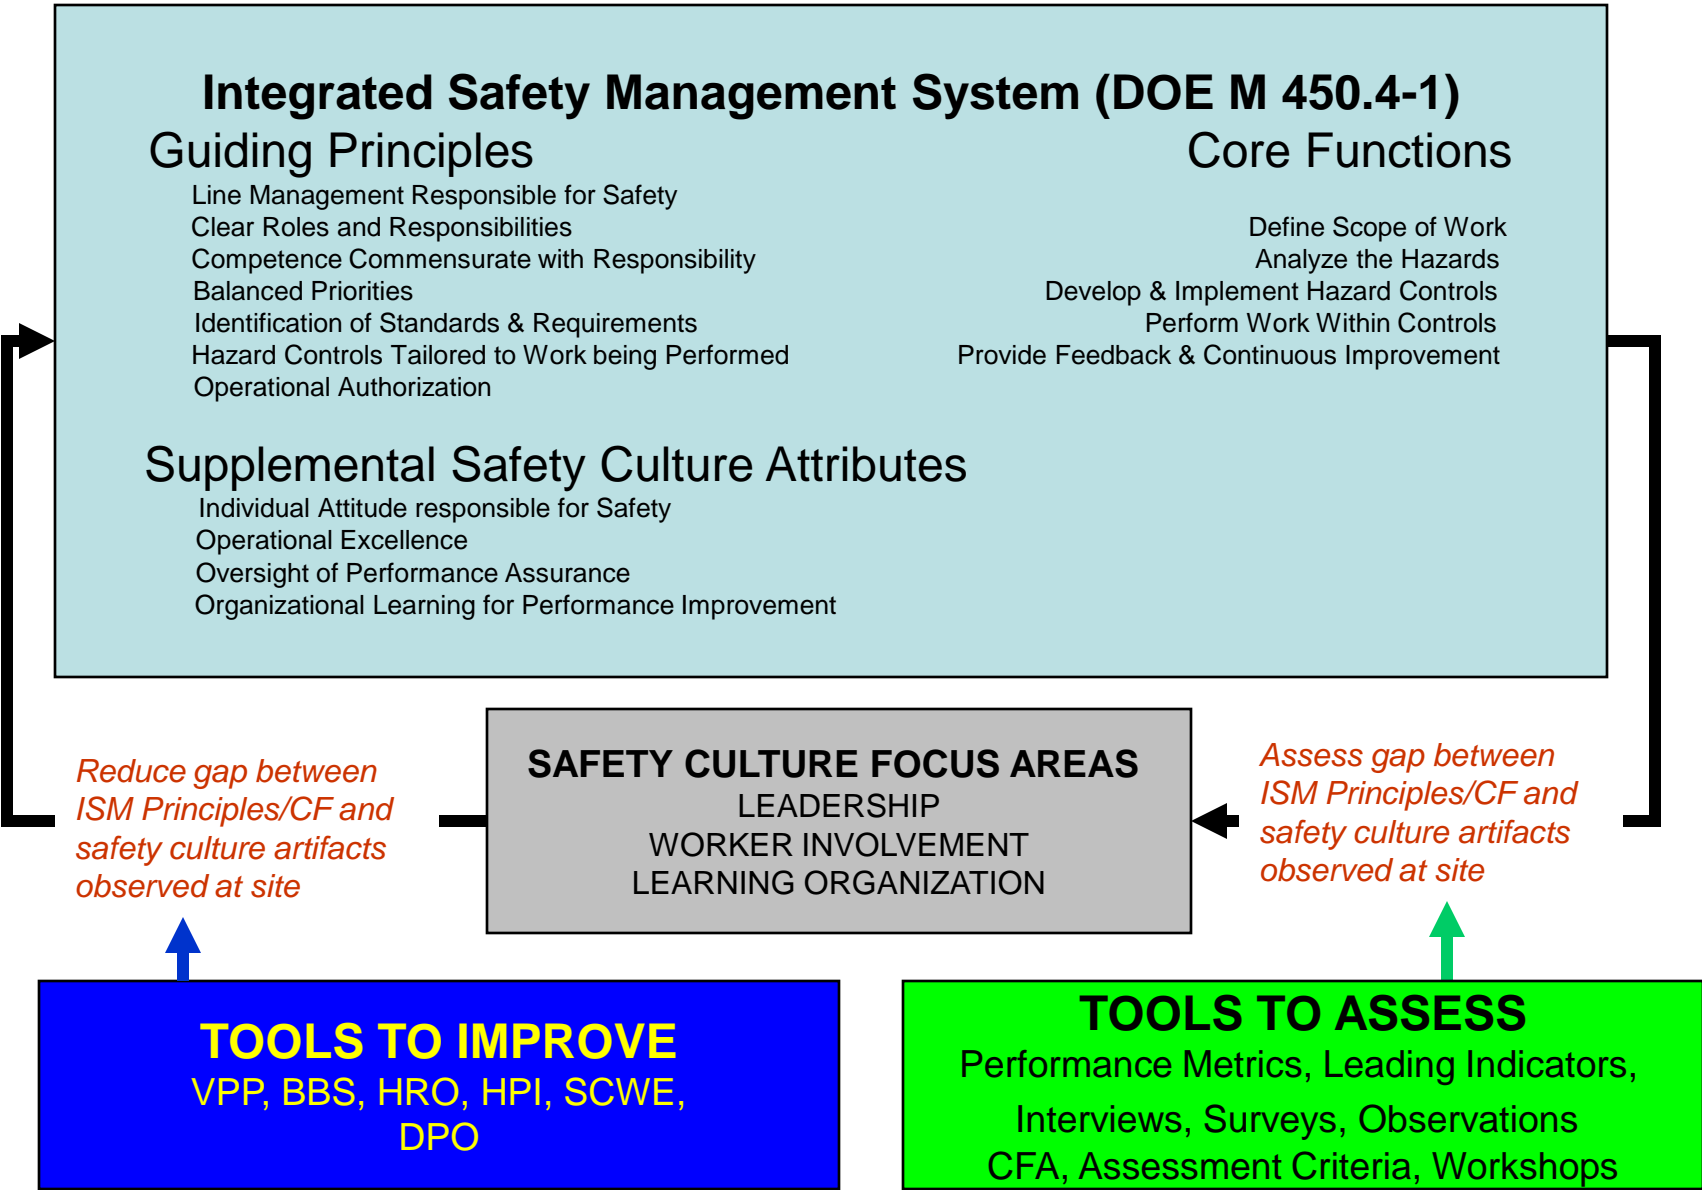 Integrated Safety Management System (DOE M 450.4-1)
Guiding Principles
Line Management Responsible for Safety
Clear Roles and Responsibilities
Competence Commensurate with Responsibility
Balanced Priorities
Identification of Standards & Requirements
Hazard Controls Tailored to Work being Performed
Operational Authorization
Core Functions
Define Scope of Work
Analyze the Hazards
Develop & Implement Hazard Controls
Perform Work Within Controls
Provide Feedback & Continuous Improvement
Supplemental Safety Culture Attributes
Individual Attitude responsible for Safety
Operational Excellence
Oversight of Performance Assurance
Organizational Learning for Performance Improvement
Reduce gap between
ISM Principles/CF and
safety culture artifacts
observed at site
SAFETY CULTURE FOCUS AREAS
LEADERSHIP
WORKER INVOLVEMENT
LEARNING ORGANIZATION
Assess gap between
ISM Principles/CF and
safety culture artifacts
observed at site
TOOLS TO IMPROVE
VPP, BBS, HRO, HPI, SCWE,
DPO
TOOLS TO ASSESS
Performance Metrics, Leading Indicators,
Interviews, Surveys, Observations
CFA, Assessment Criteria, Workshops